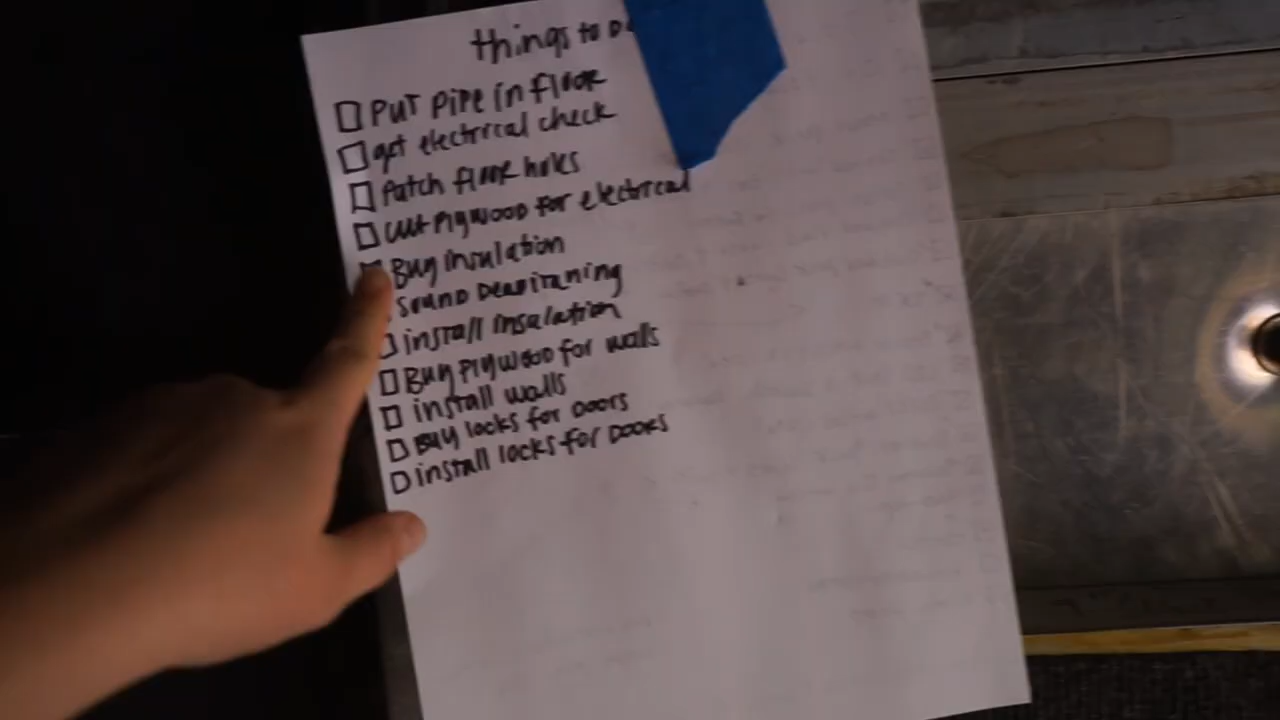 things to Do
PUT PIPE in floor
get electrical check
Patch floor holes
cut Plywood for electrical
Buy insulation
sound Deadening
install insulation
Buy Plywood for walls
install walls
Buy locks for Doors
install locks for Doors